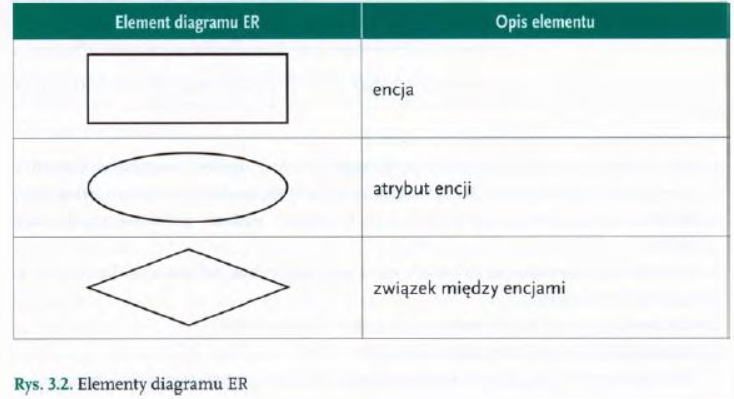 Element diagramu ER
Opis elementu
encja
atrybut encji
związek między encjami
Rys. 3.2. Elementy diagramu ER